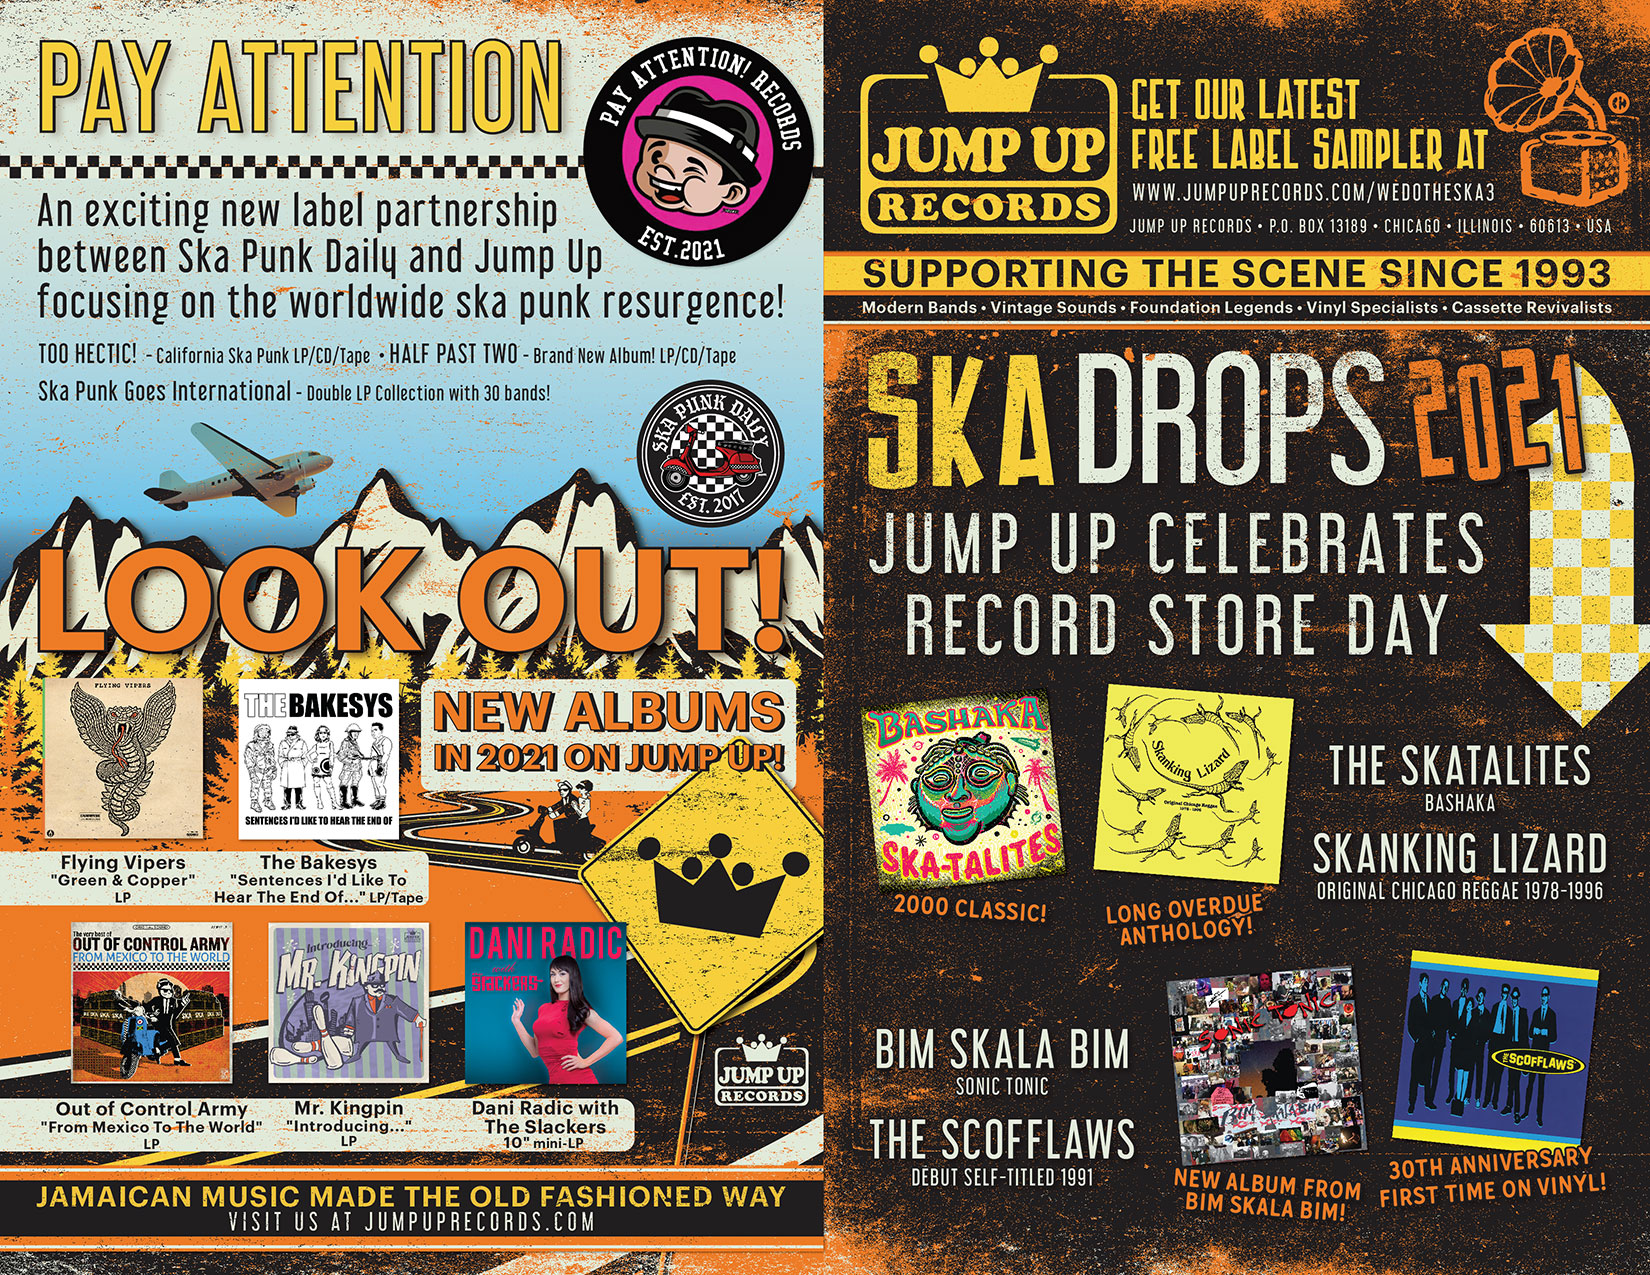 PAY ATTENTION
PAY ATTENTION! RECORDS
EST. 2021
An exciting new label partnership
between Ska Punk Daily and Jump Up
focusing on the worldwide ska punk resurgence!
TOO HECTIC! - California Ska Punk LP/CD/Tape • HALF PAST TWO - Brand New Album! LP/CD/Tape
Ska Punk Goes International - Double LP Collection with 30 bands!
SKA PUNK DAILY
EST. 2017
LOOK OUT!
FLYING VIPERS
THE BAKESYS
SENTENCES I'D LIKE TO HEAR THE END OF
NEW ALBUMS
IN 2021 ON JUMP UP!
Flying Vipers
"Green & Copper"
LP
The Bakesys
"Sentences I'd Like To
Hear The End Of..." LP/Tape
The very best of
OUT OF CONTROL ARMY
FROM MEXICO TO THE WORLD
Introducing...
MR. KINGPIN
DANI RADIC
with
THE SLACKERS
Out of Control Army
"From Mexico To The World"
LP
Mr. Kingpin
"Introducing..."
LP
Dani Radic with
The Slackers
10" mini-LP
JUMP UP
RECORDS
JAMAICAN MUSIC MADE THE OLD FASHIONED WAY
VISIT US AT JUMPUPRECORDS.COM
JUMP UP
RECORDS
GET OUR LATEST
FREE LABEL SAMPLER AT
WWW.JUMPUPRECORDS.COM/WEDOTHESKA3
JUMP UP RECORDS • P.O. BOX 13189 • CHICAGO • ILLINOIS • 60613 • USA
SUPPORTING THE SCENE SINCE 1993
Modern Bands • Vintage Sounds • Foundation Legends • Vinyl Specialists • Cassette Revivalists
SKA DROPS 2021
JUMP UP CELEBRATES
RECORD STORE DAY
BASHAKA
SKA-TALITES
Skanking Lizard
Original Chicago Reggae
1978 - 1996
2000 CLASSIC!
LONG OVERDUE
ANTHOLOGY!
THE SKATALITES
BASHAKA
SKANKING LIZARD
ORIGINAL CHICAGO REGGAE 1978-1996
BIM SKALA BIM
SONIC TONIC
THE SCOFFLAWS
DEBUT SELF-TITLED 1991
SONIC TONIC
BIM SKALA BIM
THE SCOFFLAWS
NEW ALBUM FROM
BIM SKALA BIM!
30TH ANNIVERSARY
FIRST TIME ON VINYL!